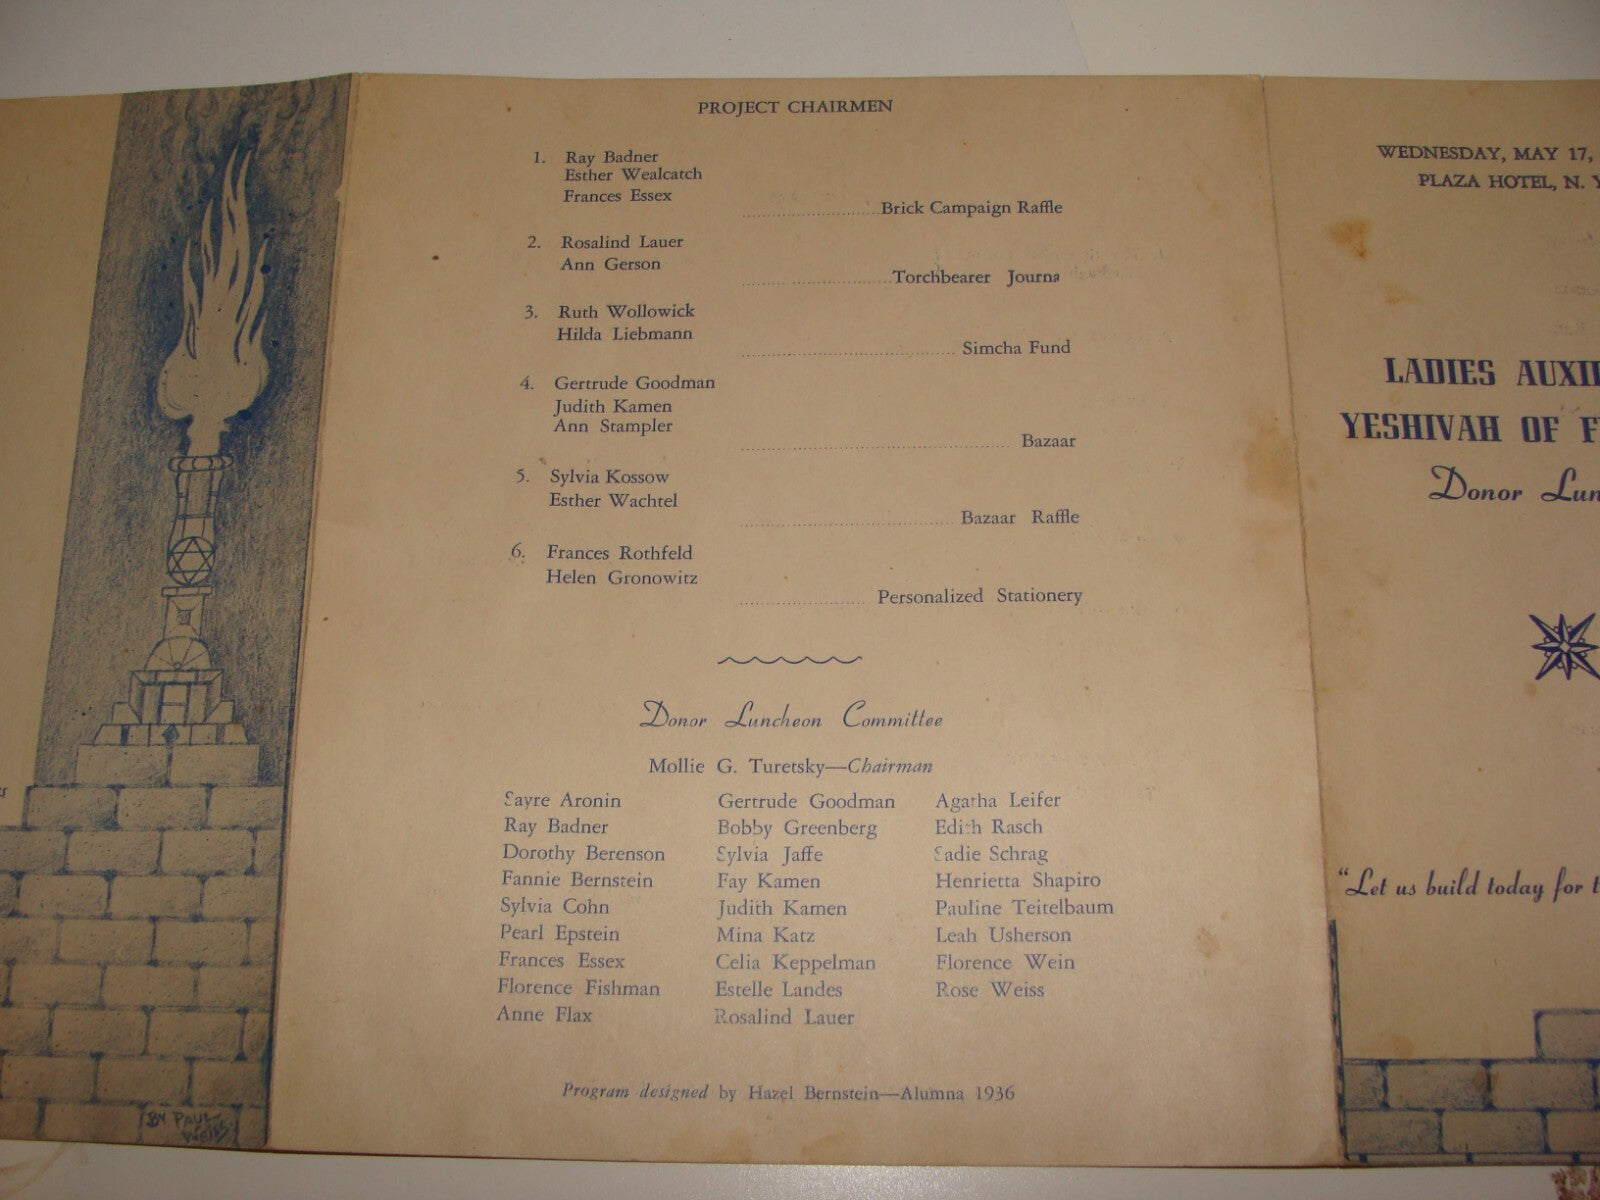 PROJECT CHAIRMEN
1. Ray Badner
Esther Wealcatch
Frances Essex
Brick Campaign Raffle
2. Rosalind Lauer
Ann Gerson
Torchbearer Journa
3. Ruth Wollowick
Hilda Liebmann
Simcha Fund
4. Gertrude Goodman
Judith Kamen
Ann Stampler
Bazaar
5. Sylvia Kossow
Esther Wachtel
Bazaar Raffle
6. Frances Rothfeld
Helen Gronowitz
Personalized Stationery
Donor Luncheon Committee
Mollie G. Turetsky—Chairman
Sayre Aronin
Ray Badner
Dorothy Berenson
Fannie Bernstein
Sylvia Cohn
Pearl Epstein
Frances Essex
Florence Fishman
Anne Flax
Gertrude Goodman
Bobby Greenberg
Sylvia Jaffe
Fay Kamen
Judith Kamen
Mina Katz
Celia Keppelman
Estelle Landes
Rosalind Lauer
Agatha Leifer
Edith Rasch
Sadie Schrag
Henrietta Shapiro
Pauline Teitelbaum
Leah Usherson
Florence Wein
Rose Weiss
Program designed by Hazel Bernstein—Alumna 1936
BY PAUL
WEISS
WEDNESDAY, MAY 17,
PLAZA HOTEL, N. Y
LADIES AUXI
YESHIVAH OF F
Donor Lun
"Let us build today for t